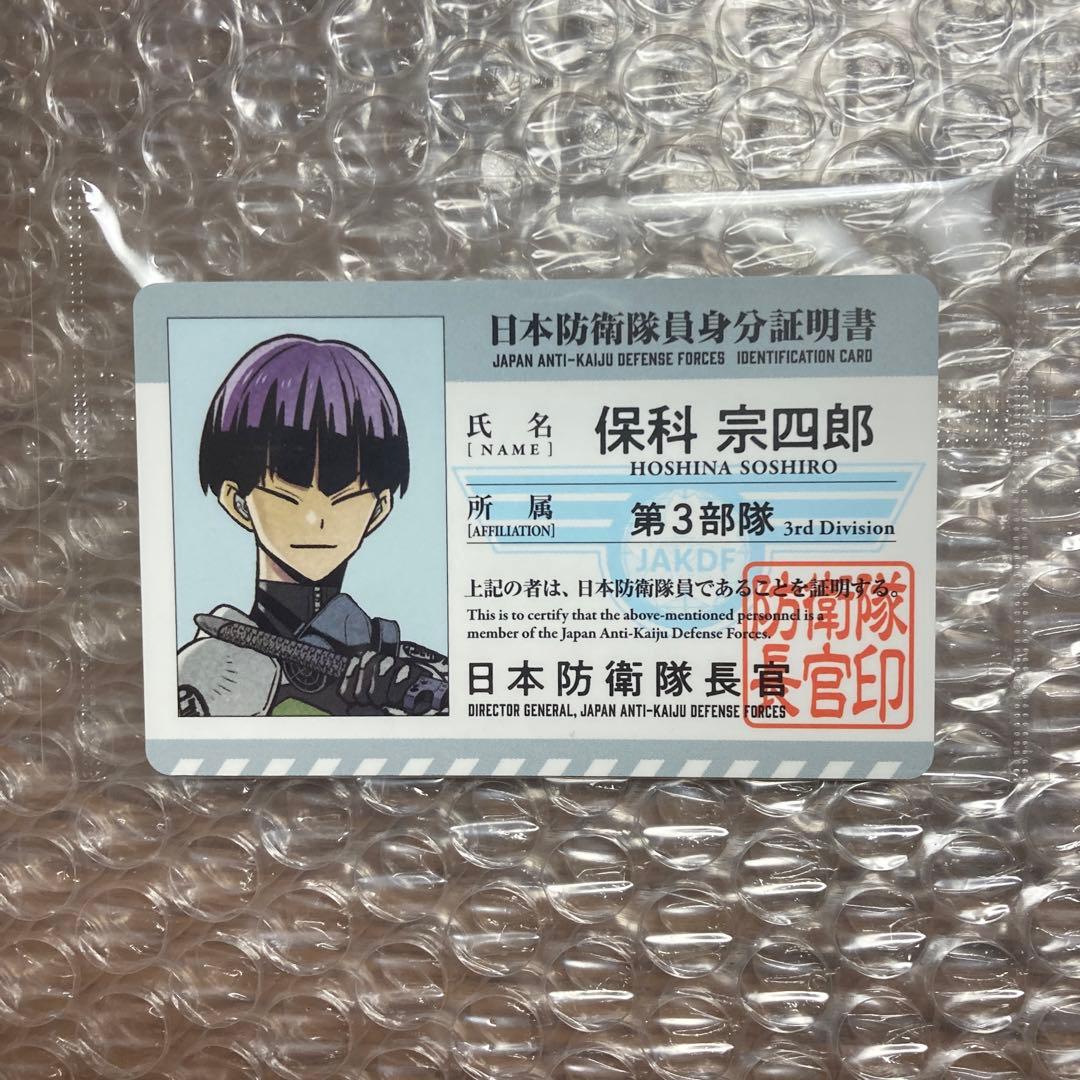 日本防衛隊員身分証明書
JAPAN ANTI-KAIJU DEFENSE FORCES IDENTIFICATION CARD
氏名 保科 宗四郎
[NAME] HOSHINA SOSHIRO
所属 第3部隊 3rd Division
[AFFILIATION]
JAKDF
上記の者は、日本防衛隊員であることを証明する。
This is to certify that the above-mentioned personnel is a
member of the Japan Anti-Kaiju Defense Forces.
日本防衛隊長官
DIRECTOR GENERAL, JAPAN ANTI-KAIJU DEFENSE FORCES
防衛隊
長官印